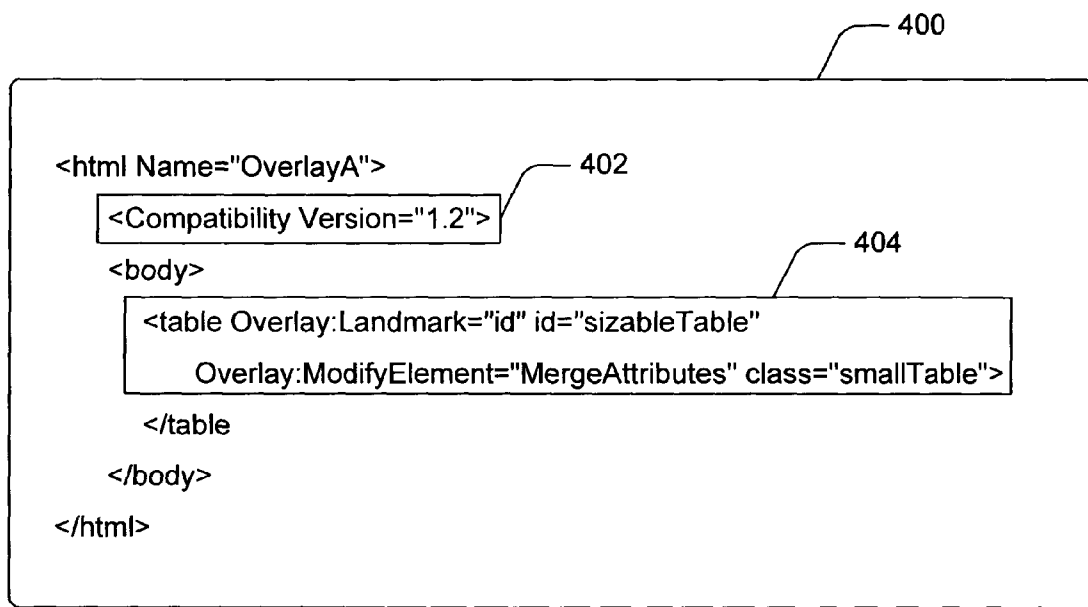 400
<html Name="OverlayA">
402
<Compatibility Version="1.2">
404
<body>
<table Overlay:Landmark="id" id="sizableTable"
Overlay:ModifyElement="MergeAttributes" class="smallTable">
</table
</body>
</html>